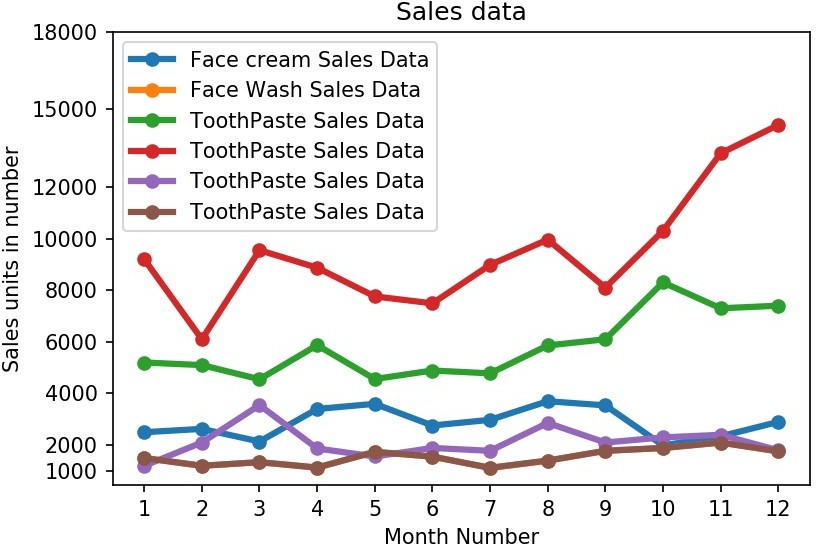 Sales data
18000
15000
12000
10000
8000
6000
4000
2000
1000
Sales units in number
Face cream Sales Data
Face Wash Sales Data
ToothPaste Sales Data
ToothPaste Sales Data
ToothPaste Sales Data
ToothPaste Sales Data
1 2 3 4 5 6 7 8 9 10 11 12
Month Number